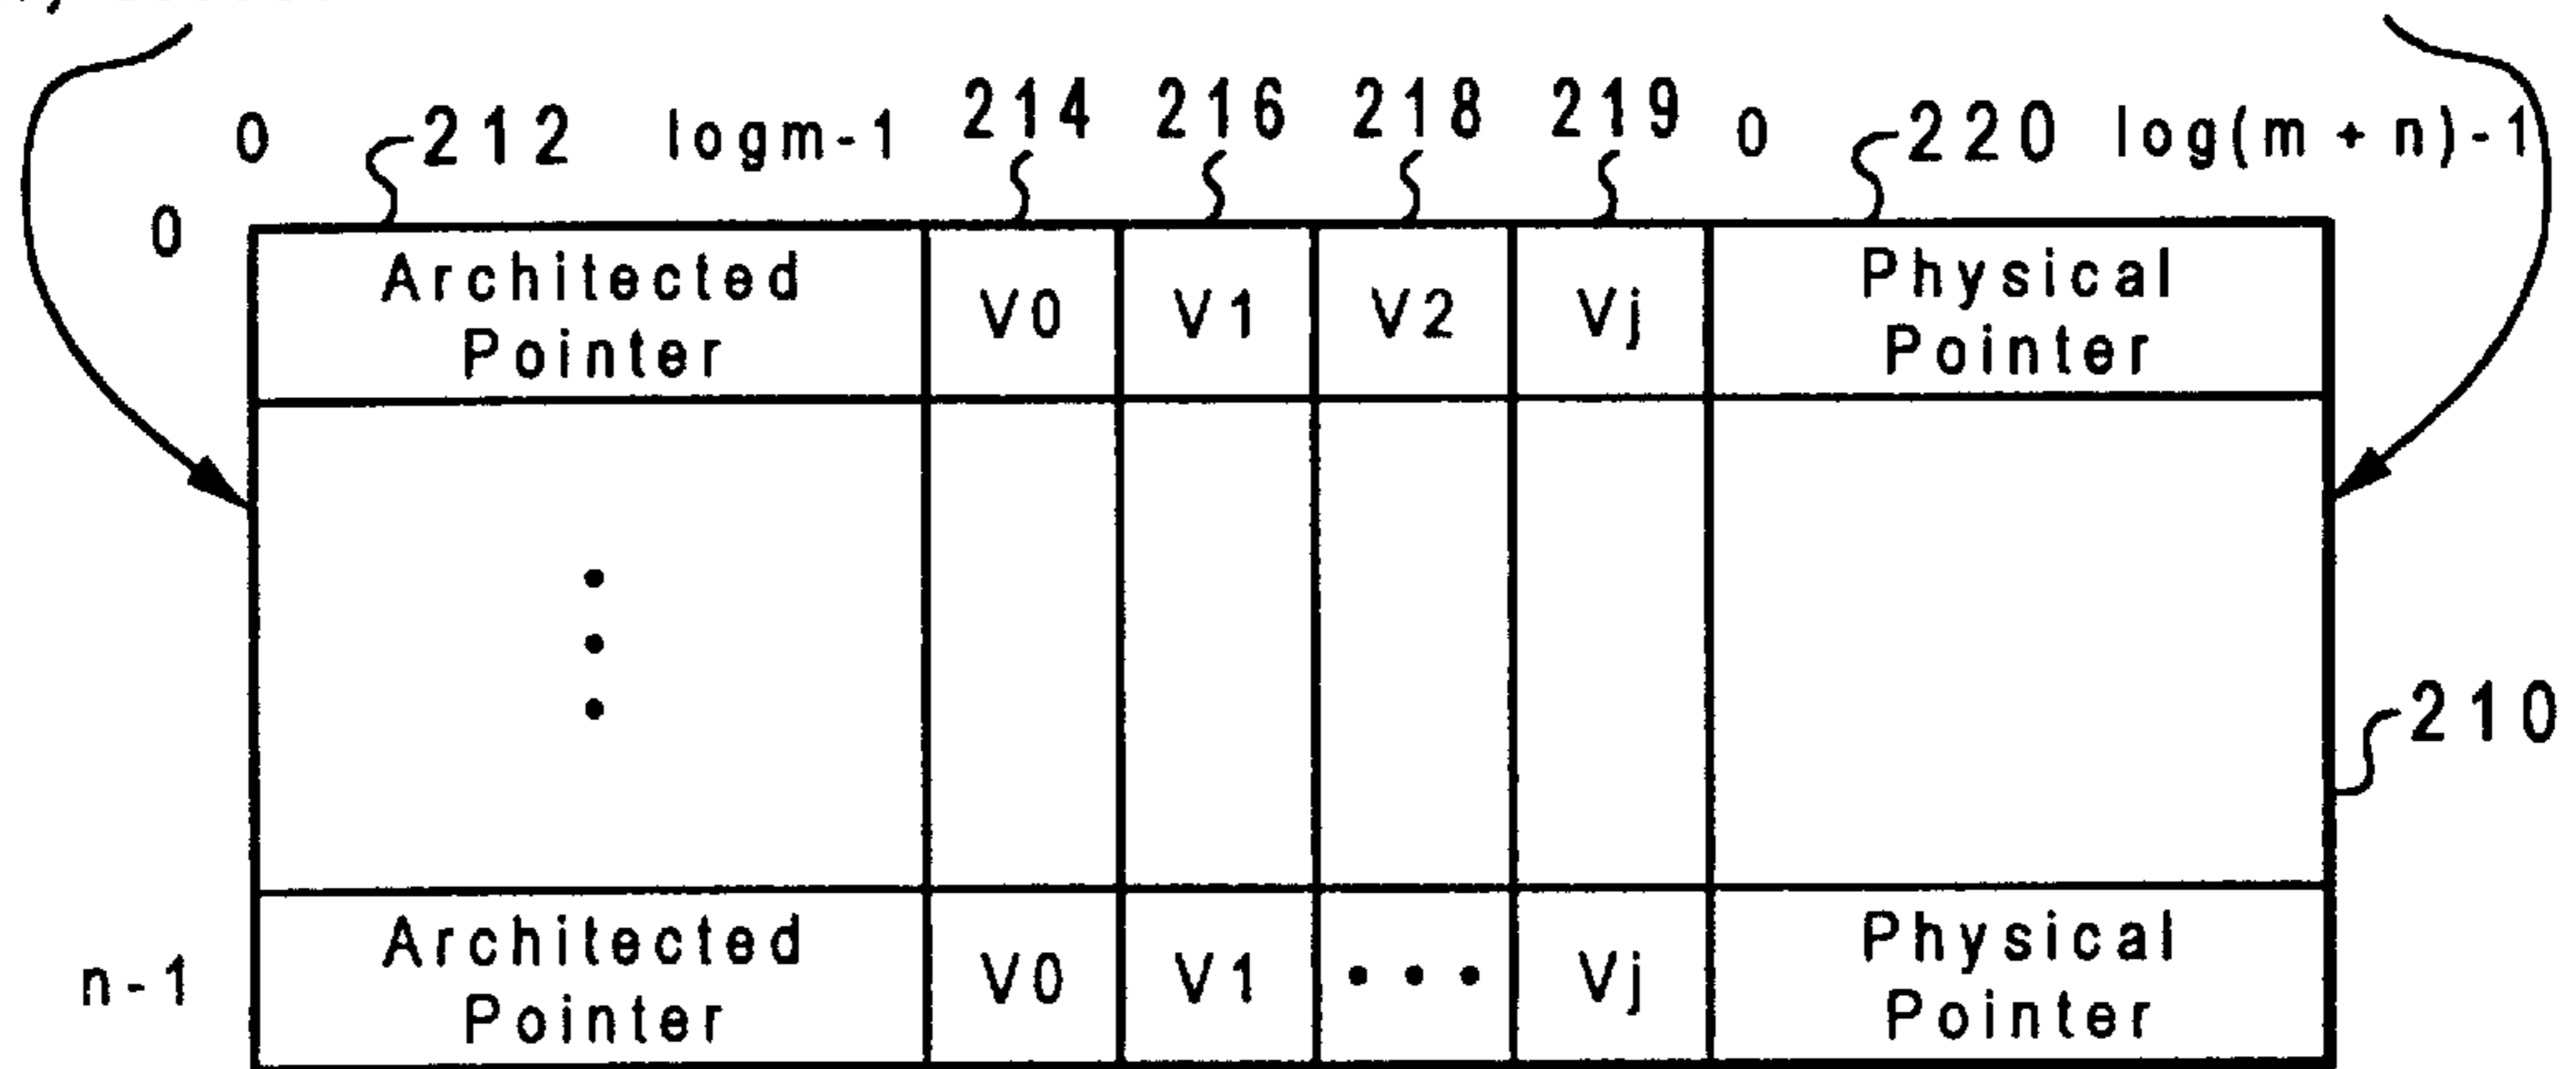 0 212 logm-1 214 216 218 219 0 220 log(m + n)-1
0
Architected Pointer V0 V1 V2 Vj Physical Pointer
210
n-1
Architected Pointer V0 V1 • • • Vj Physical Pointer